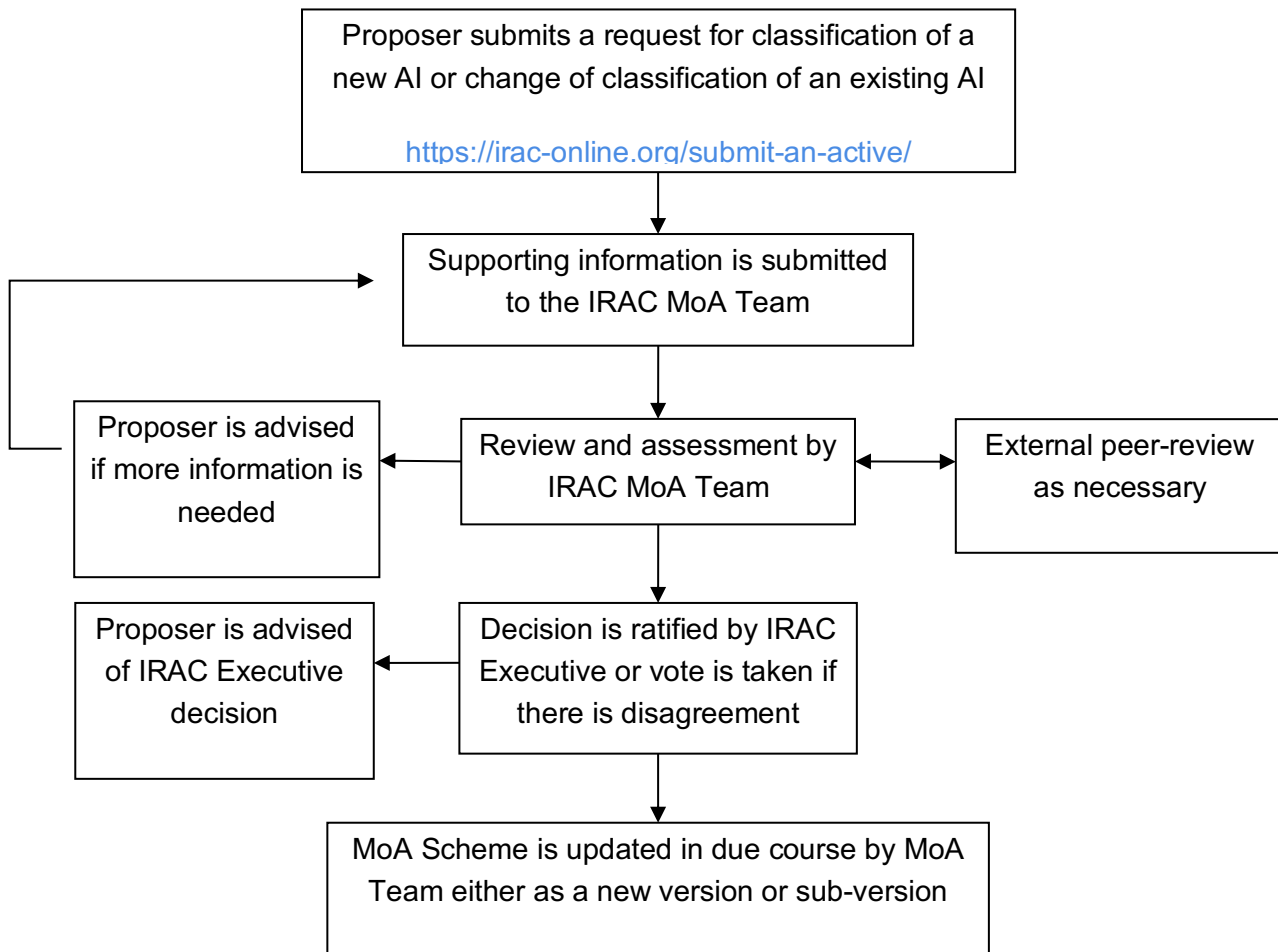 Proposer submits a request for classification of a
new AI or change of classification of an existing AI
https://irac-online.org/submit-an-active/
Supporting information is submitted
to the IRAC MoA Team
Proposer is advised
if more information is
needed
Review and assessment by
IRAC MoA Team
External peer-review
as necessary
Proposer is advised
of IRAC Executive
decision
Decision is ratified by IRAC
Executive or vote is taken if
there is disagreement
MoA Scheme is updated in due course by MoA
Team either as a new version or sub-version